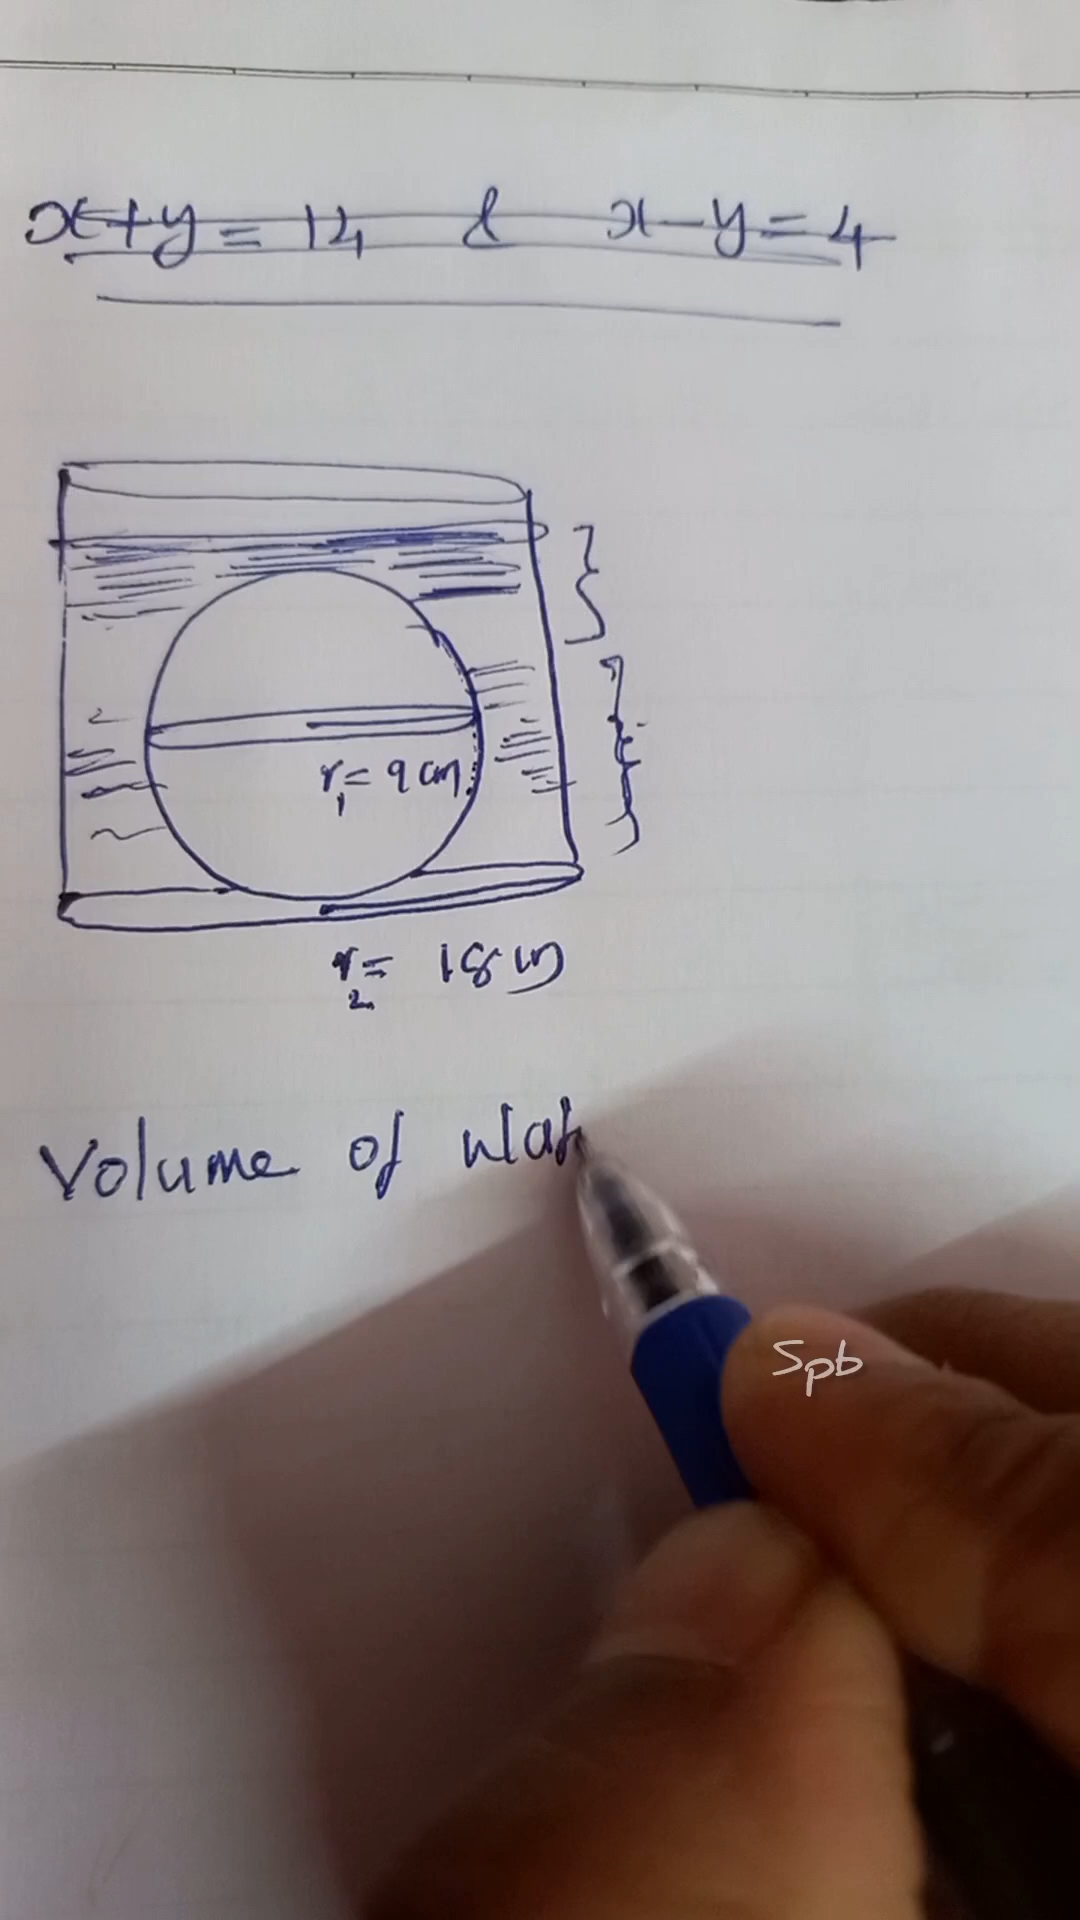 x+y = 14 & x-y = 4
r₁ = 9 cm
r₂ = 18 cm
Volume of Wat
Spb